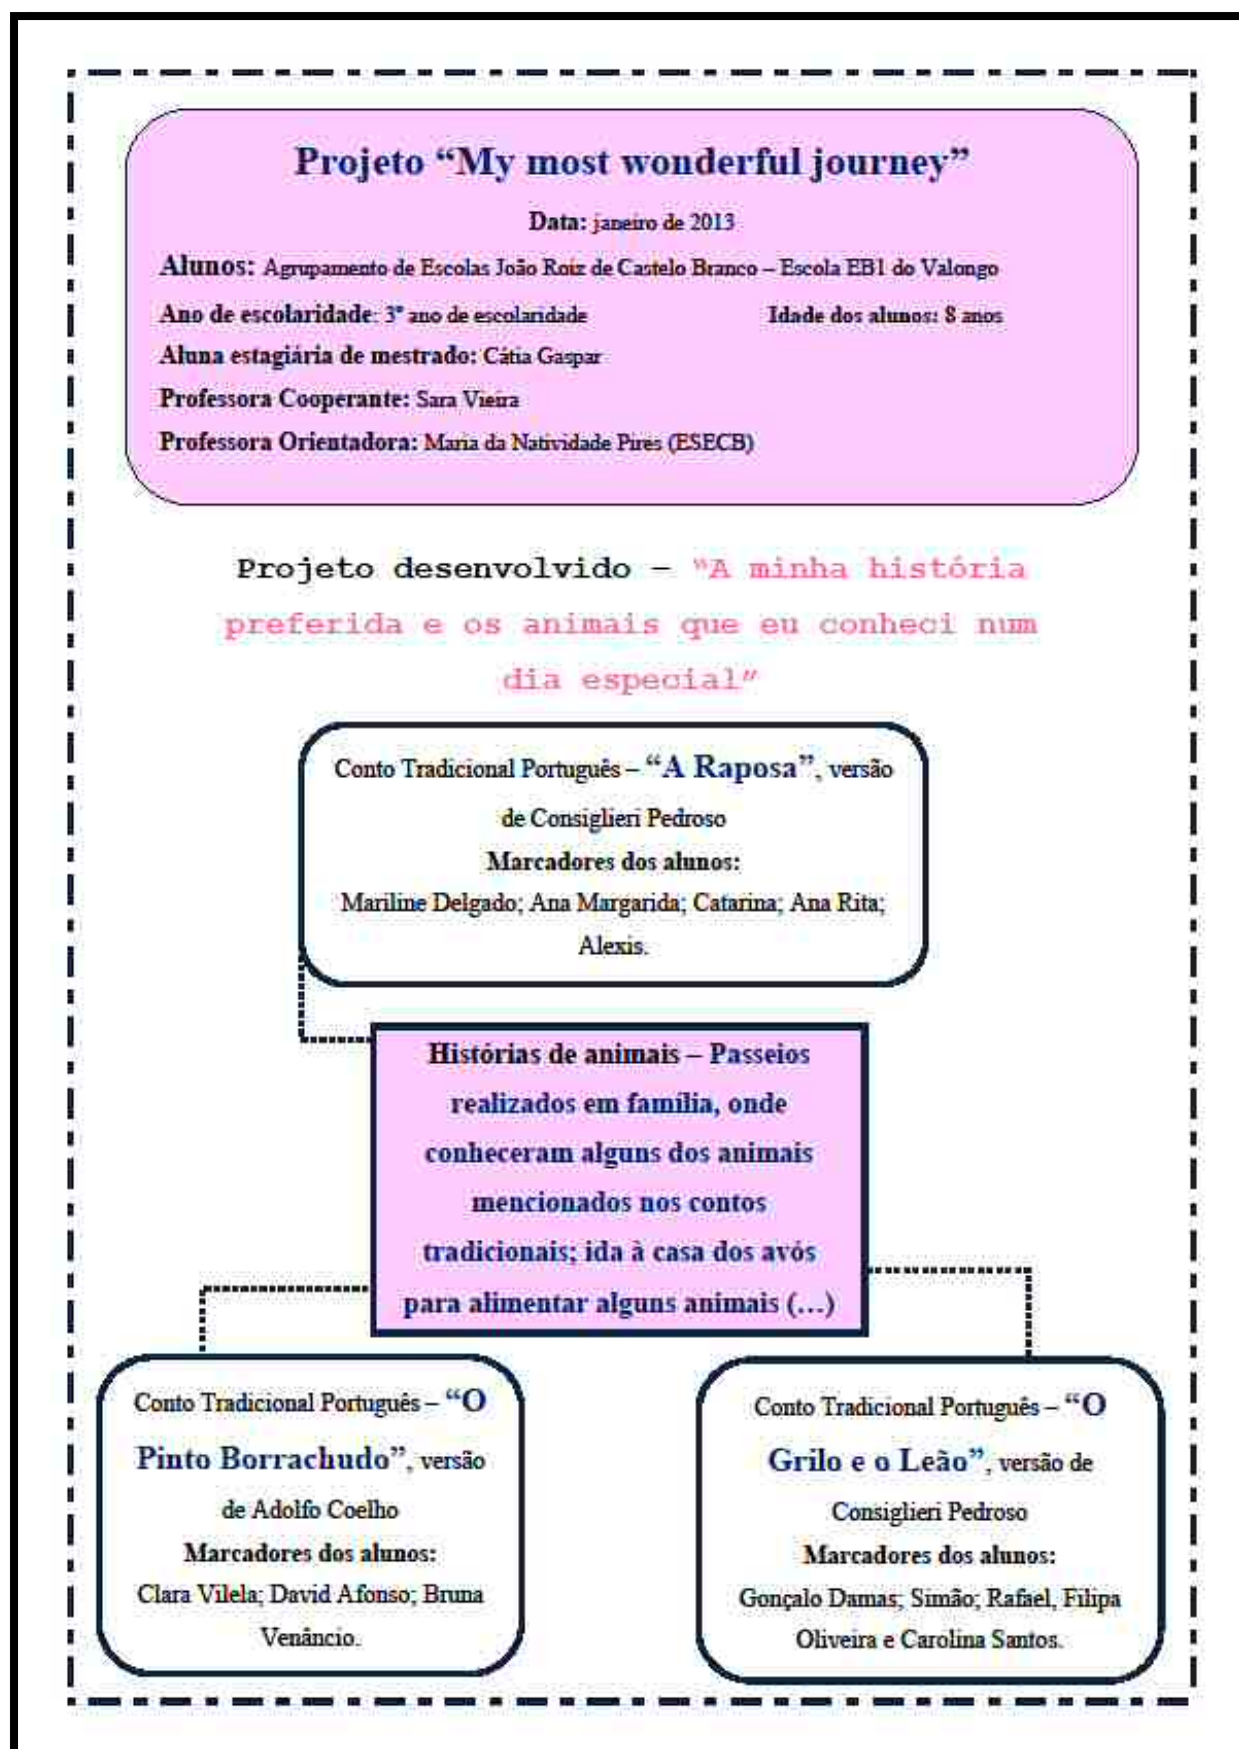 Projeto “My most wonderful journey”
Data: janeiro de 2013
Alunos: Agrupamento de Escolas João Roiz de Castelo Branco – Escola EB1 do Valongo
Ano de escolaridade: 3º ano de escolaridade Idade dos alunos: 8 anos
Aluna estagiária de mestrado: Cátia Gaspar
Professora Cooperante: Sara Vieira
Professora Orientadora: Maria da Natividade Pires (ESECB)
Projeto desenvolvido – “A minha história
preferida e os animais que eu conheci num
dia especial”
Conto Tradicional Português – “A Raposa”, versão
de Consiglieri Pedroso
Marcadores dos alunos:
Mariline Delgado; Ana Margarida; Catarina; Ana Rita;
Alexis.
Histórias de animais – Passeios
realizados em família, onde
conheceram alguns dos animais
mencionados nos contos
tradicionais; ida à casa dos avós
para alimentar alguns animais (…)
Conto Tradicional Português – “O
Pinto Borrachudo”, versão
de Adolfo Coelho
Marcadores dos alunos:
Clara Vilela; David Afonso; Bruna
Venâncio.
Conto Tradicional Português – “O
Grilo e o Leão”, versão de
Consiglieri Pedroso
Marcadores dos alunos:
Gonçalo Damas; Simão; Rafael, Filipa
Oliveira e Carolina Santos.